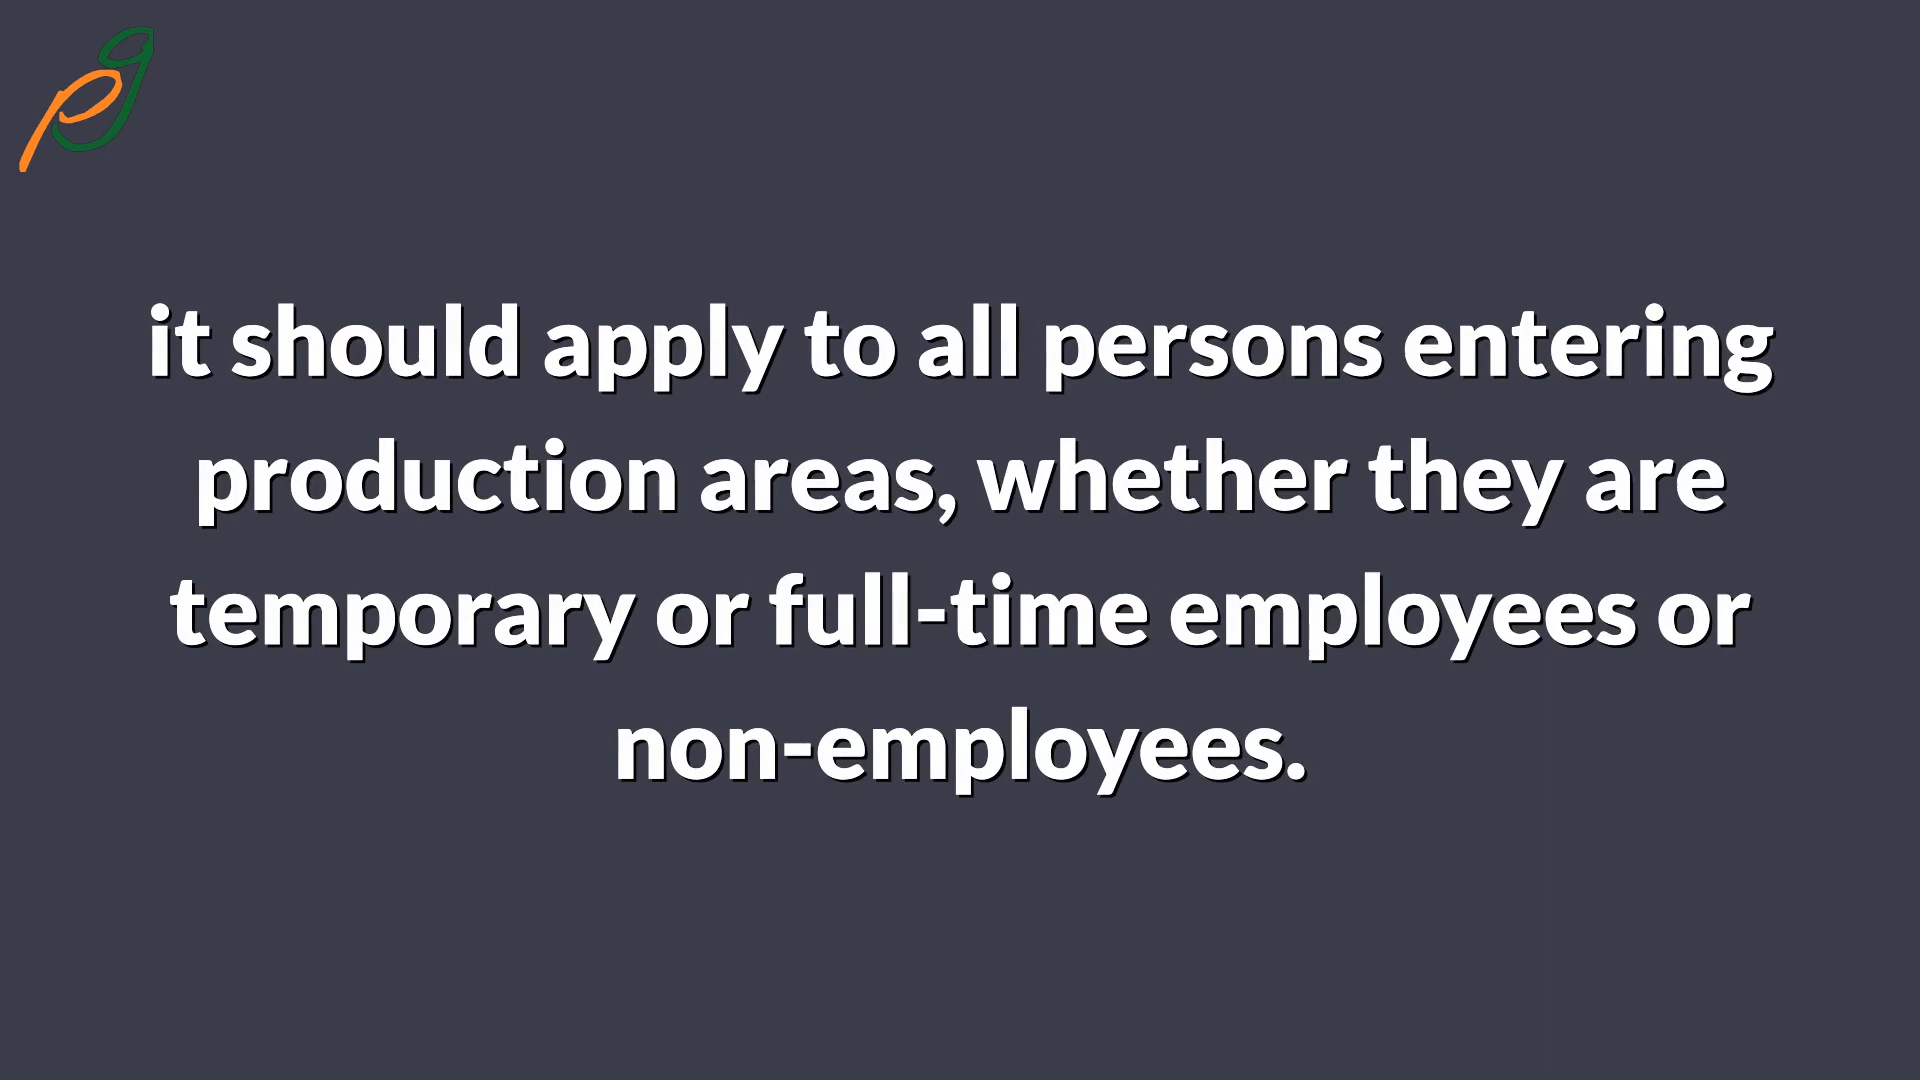 it should apply to all persons entering
production areas, whether they are
temporary or full-time employees or
non-employees.